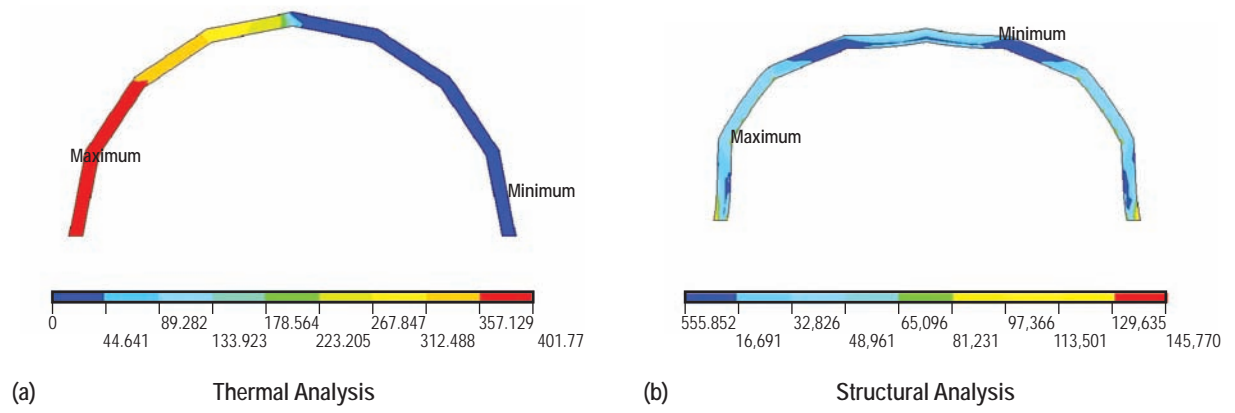 Maximum
Minimum
0 89.282 178.564 267.847 357.129
44.641 133.923 223.205 312.488 401.77
(a) Thermal Analysis
Minimum
Maximum
555.852 32,826 65,096 97,366 129,635
16,691 48,961 81,231 113,501 145,770
(b) Structural Analysis